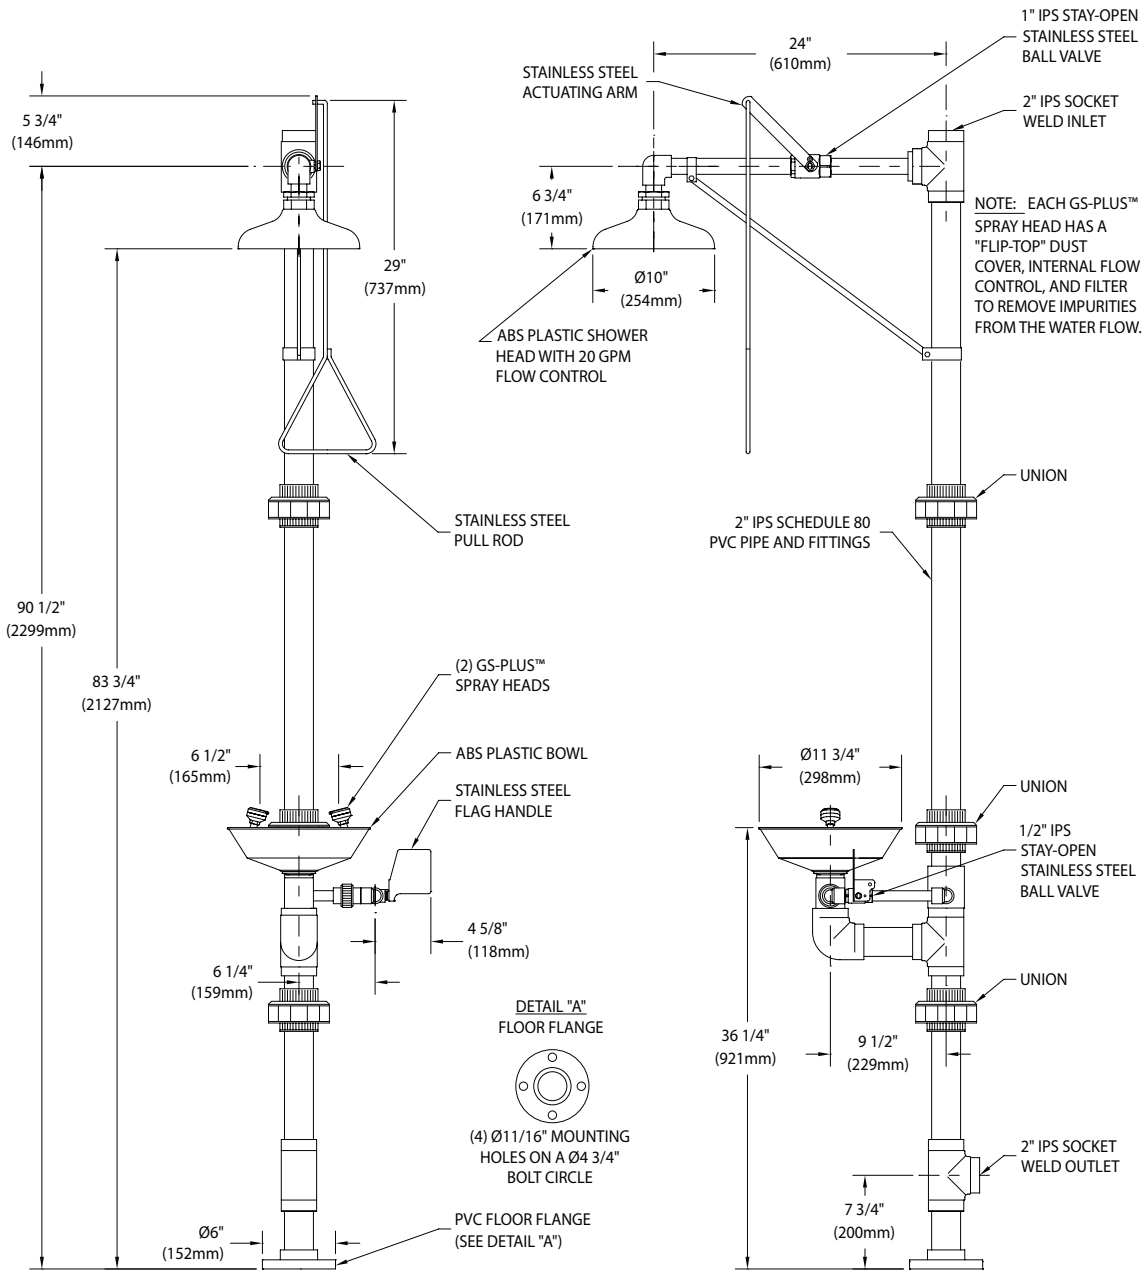 1" IPS STAY-OPEN
STAINLESS STEEL
BALL VALVE
24"
(610mm)
STAINLESS STEEL
ACTUATING ARM
2" IPS SOCKET
WELD INLET
5 3/4"
(146mm)
6 3/4"
(171mm)
NOTE: EACH GS-PLUS™
SPRAY HEAD HAS A
"FLIP-TOP" DUST
COVER, INTERNAL FLOW
CONTROL, AND FILTER
TO REMOVE IMPURITIES
FROM THE WATER FLOW.
29"
(737mm)
Ø10"
(254mm)
ABS PLASTIC SHOWER
HEAD WITH 20 GPM
FLOW CONTROL
UNION
STAINLESS STEEL
PULL ROD
2" IPS SCHEDULE 80
PVC PIPE AND FITTINGS
90 1/2"
(2299mm)
83 3/4"
(2127mm)
(2) GS-PLUS™
SPRAY HEADS
6 1/2"
(165mm)
ABS PLASTIC BOWL
STAINLESS STEEL
FLAG HANDLE
Ø11 3/4"
(298mm)
UNION
1/2" IPS
STAY-OPEN
STAINLESS STEEL
BALL VALVE
4 5/8"
(118mm)
6 1/4"
(159mm)
UNION
DETAIL "A"
FLOOR FLANGE
36 1/4"
(921mm)
9 1/2"
(229mm)
(4) Ø11/16" MOUNTING
HOLES ON A Ø4 3/4"
BOLT CIRCLE
2" IPS SOCKET
WELD OUTLET
7 3/4"
(200mm)
Ø6"
(152mm)
PVC FLOOR FLANGE
(SEE DETAIL "A")